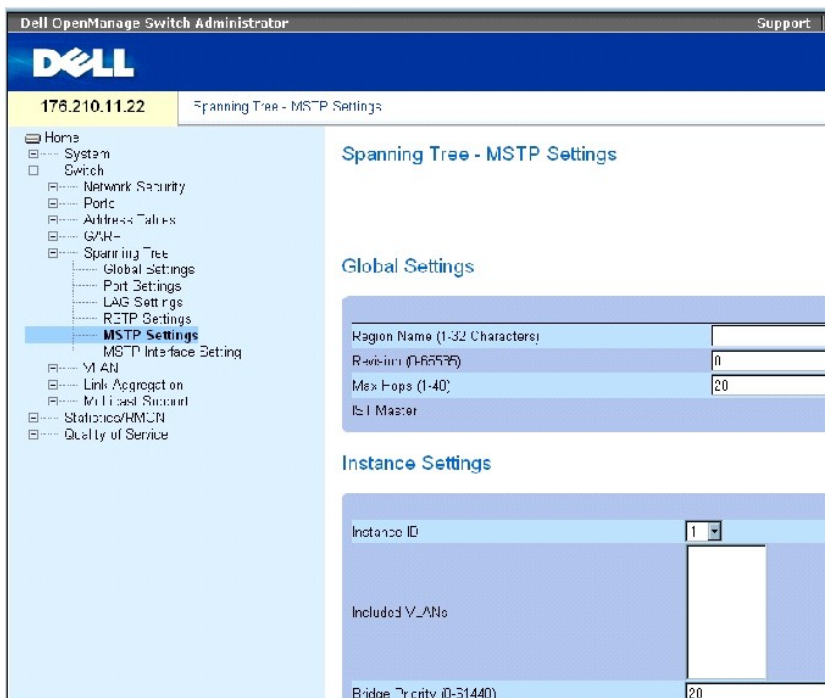 Dell OpenManage Switch Administrator
Support
DELL
176.210.11.22
Spanning Tree - MSTP Settings
Home
System
Switch
Network Security
Ports
Address Tables
GARP
Spanning Tree
Global Settings
Port Settings
LAG Settings
RSTP Settings
MSTP Settings
MSTP Interface Setting
VLAN
Link Aggregation
Multicast Support
Statistics/RMON
Quality of Service
Spanning Tree - MSTP Settings
Global Settings
Region Name (1-32 Characters)
Revision (0-65535)
0
Max Hops (1-40)
20
IST Master
Instance Settings
Instance ID
1
Included VLANs
Bridge Priority (0-61440)
20